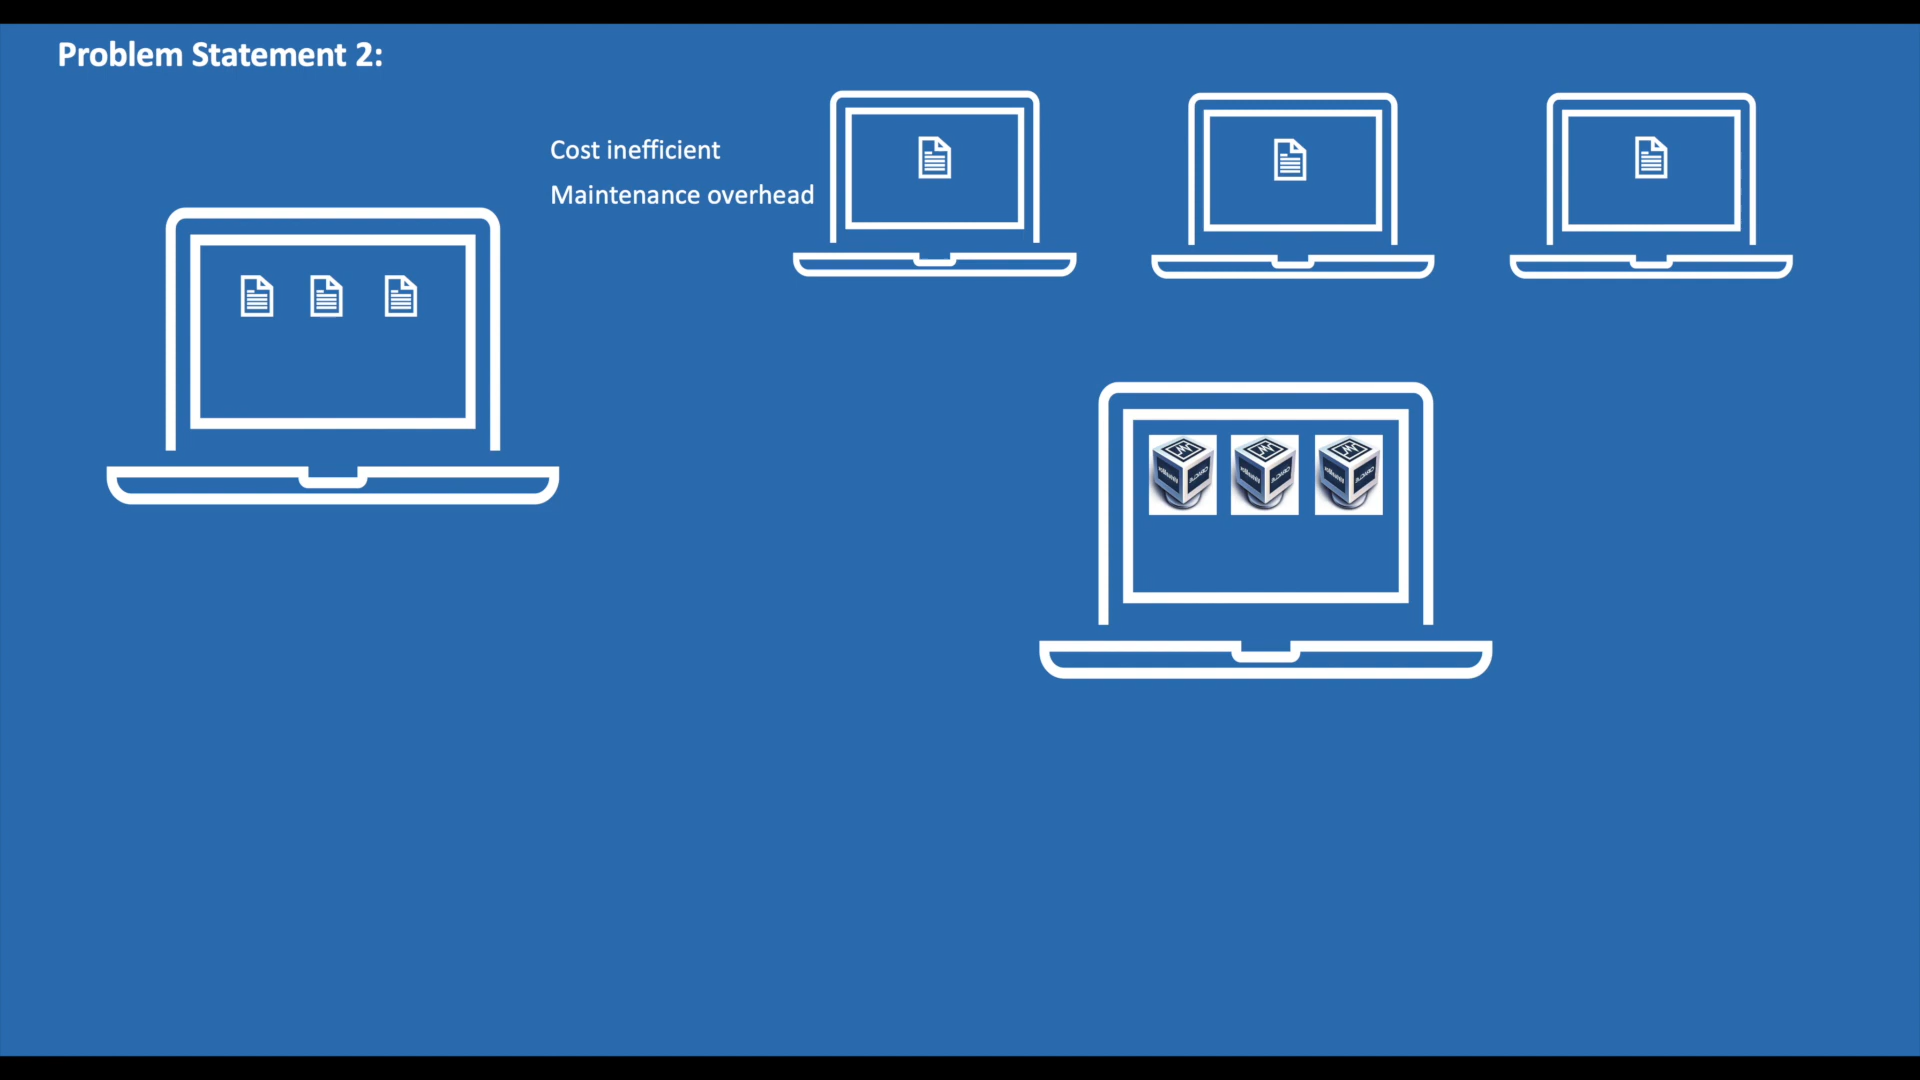 Problem Statement 2:
Cost inefficient
Maintenance overhead